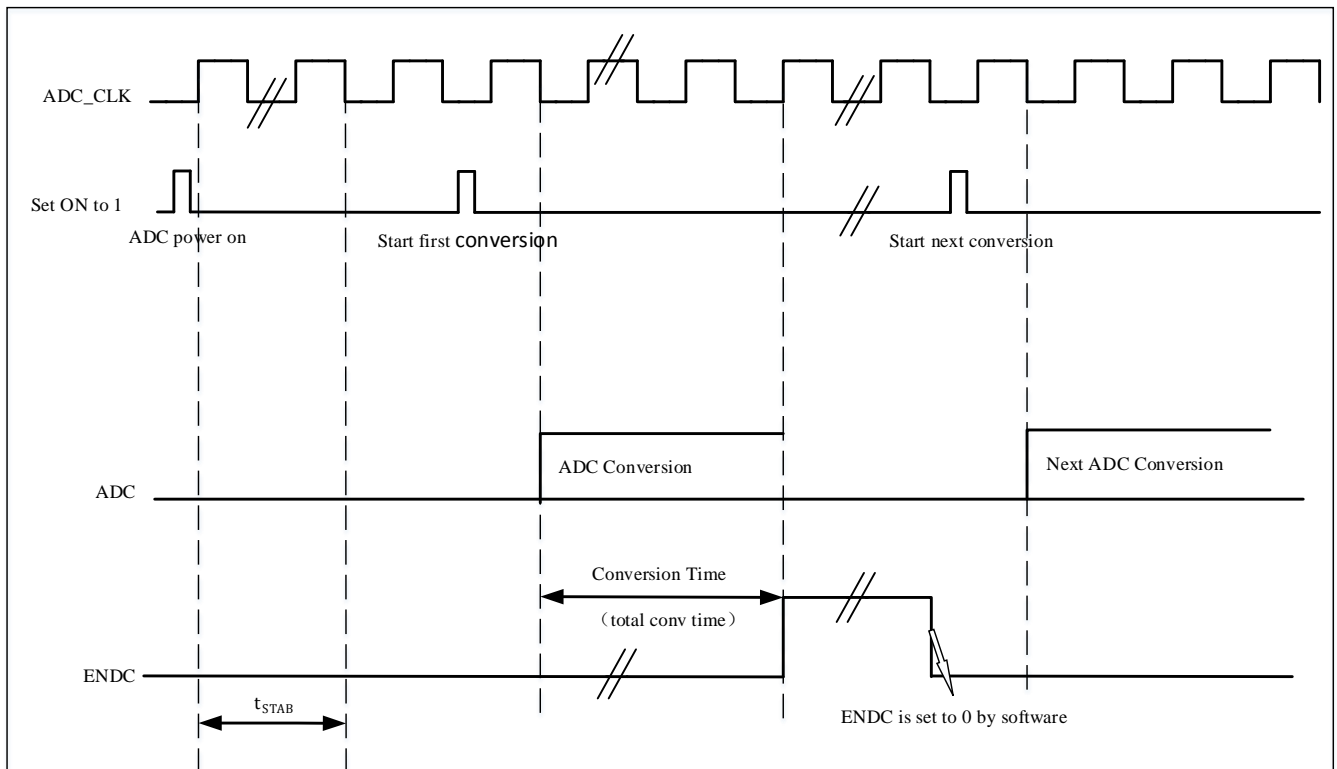 ADC_CLK
Set ON to 1
ADC power on
Start first conversion
Start next conversion
ADC Conversion
Next ADC Conversion
ADC
Conversion Time
（total conv time）
ENDC
tSTAB
ENDC is set to 0 by software